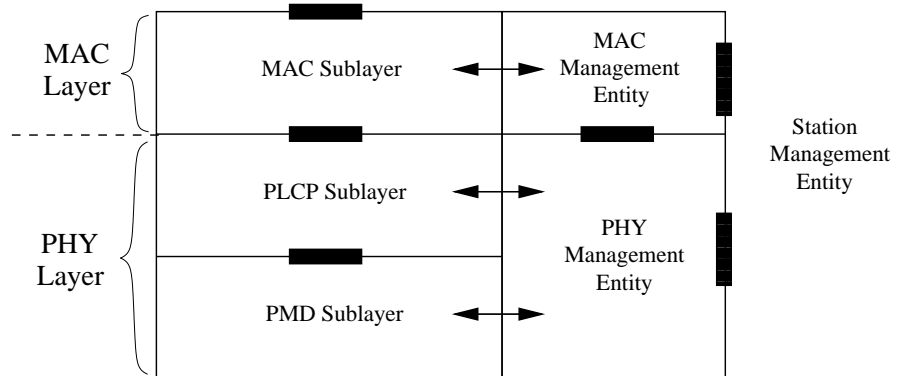 MAC
Layer
MAC Sublayer
MAC
Management
Entity
Station
Management
Entity
PHY
Layer
PLCP Sublayer
PHY
Management
Entity
PMD Sublayer